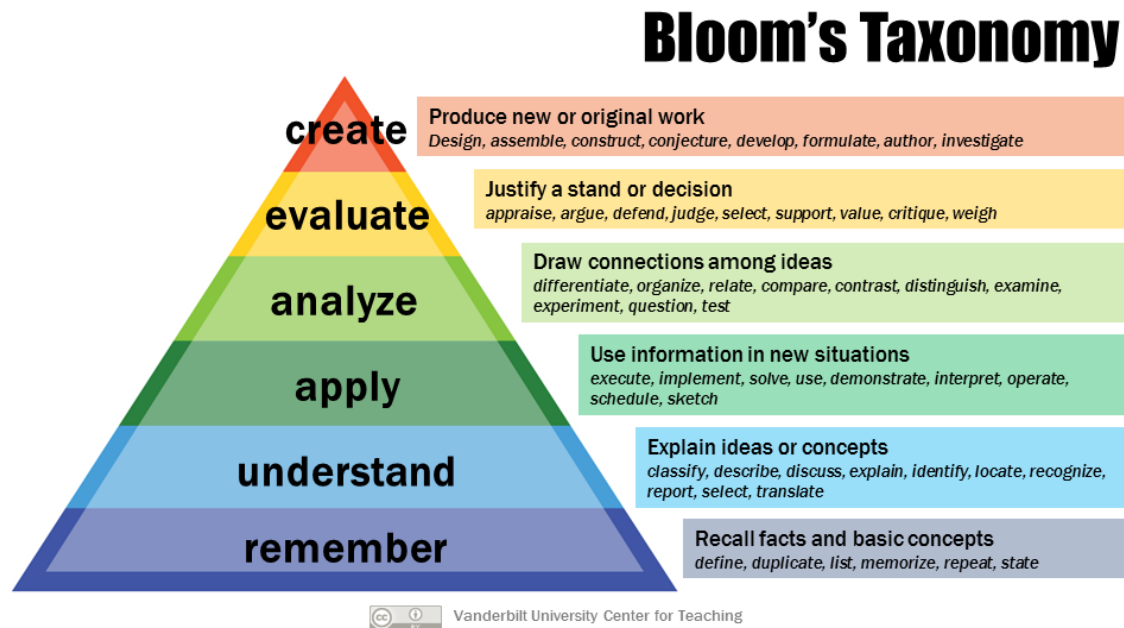 Bloom's Taxonomy
create
Produce new or original work
Design, assemble, construct, conjecture, develop, formulate, author, investigate
evaluate
Justify a stand or decision
appraise, argue, defend, judge, select, support, value, critique, weigh
analyze
Draw connections among ideas
differentiate, organize, relate, compare, contrast, distinguish, examine,
experiment, question, test
apply
Use information in new situations
execute, implement, solve, use, demonstrate, interpret, operate,
schedule, sketch
understand
Explain ideas or concepts
classify, describe, discuss, explain, identify, locate, recognize,
report, select, translate
remember
Recall facts and basic concepts
define, duplicate, list, memorize, repeat, state
cc
Vanderbilt University Center for Teaching